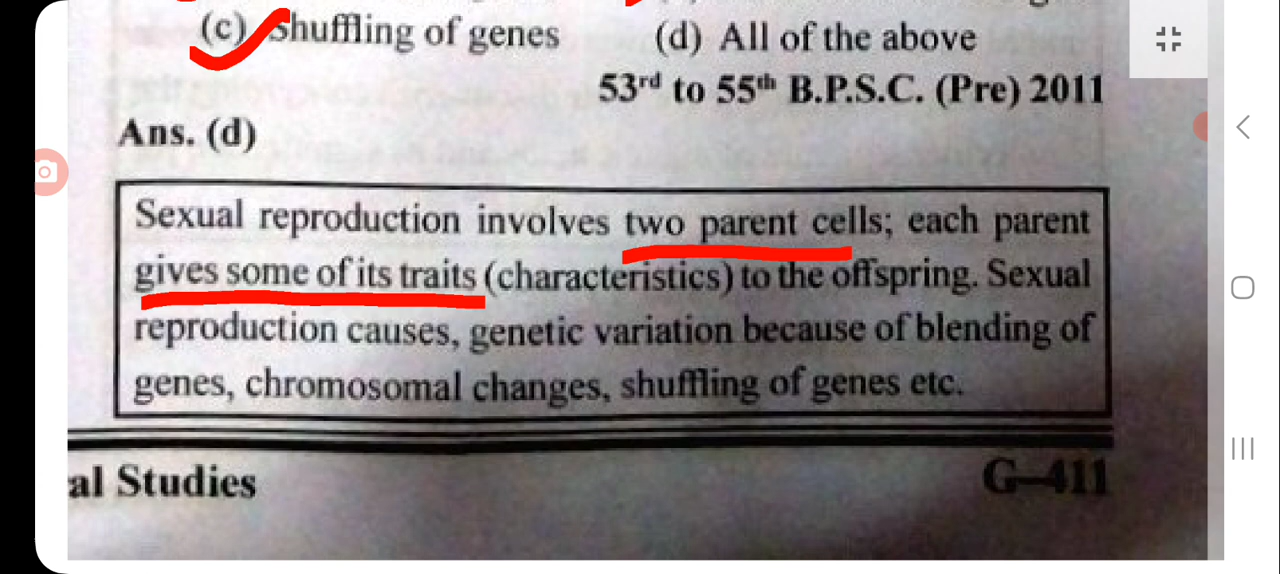 (c) Shuffling of genes
(d) All of the above
53rd to 55th B.P.S.C. (Pre) 2011
Ans. (d)
Sexual reproduction involves two parent cells; each parent
gives some of its traits (characteristics) to the offspring. Sexual
reproduction causes, genetic variation because of blending of
genes, chromosomal changes, shuffling of genes etc.
al Studies
G–411